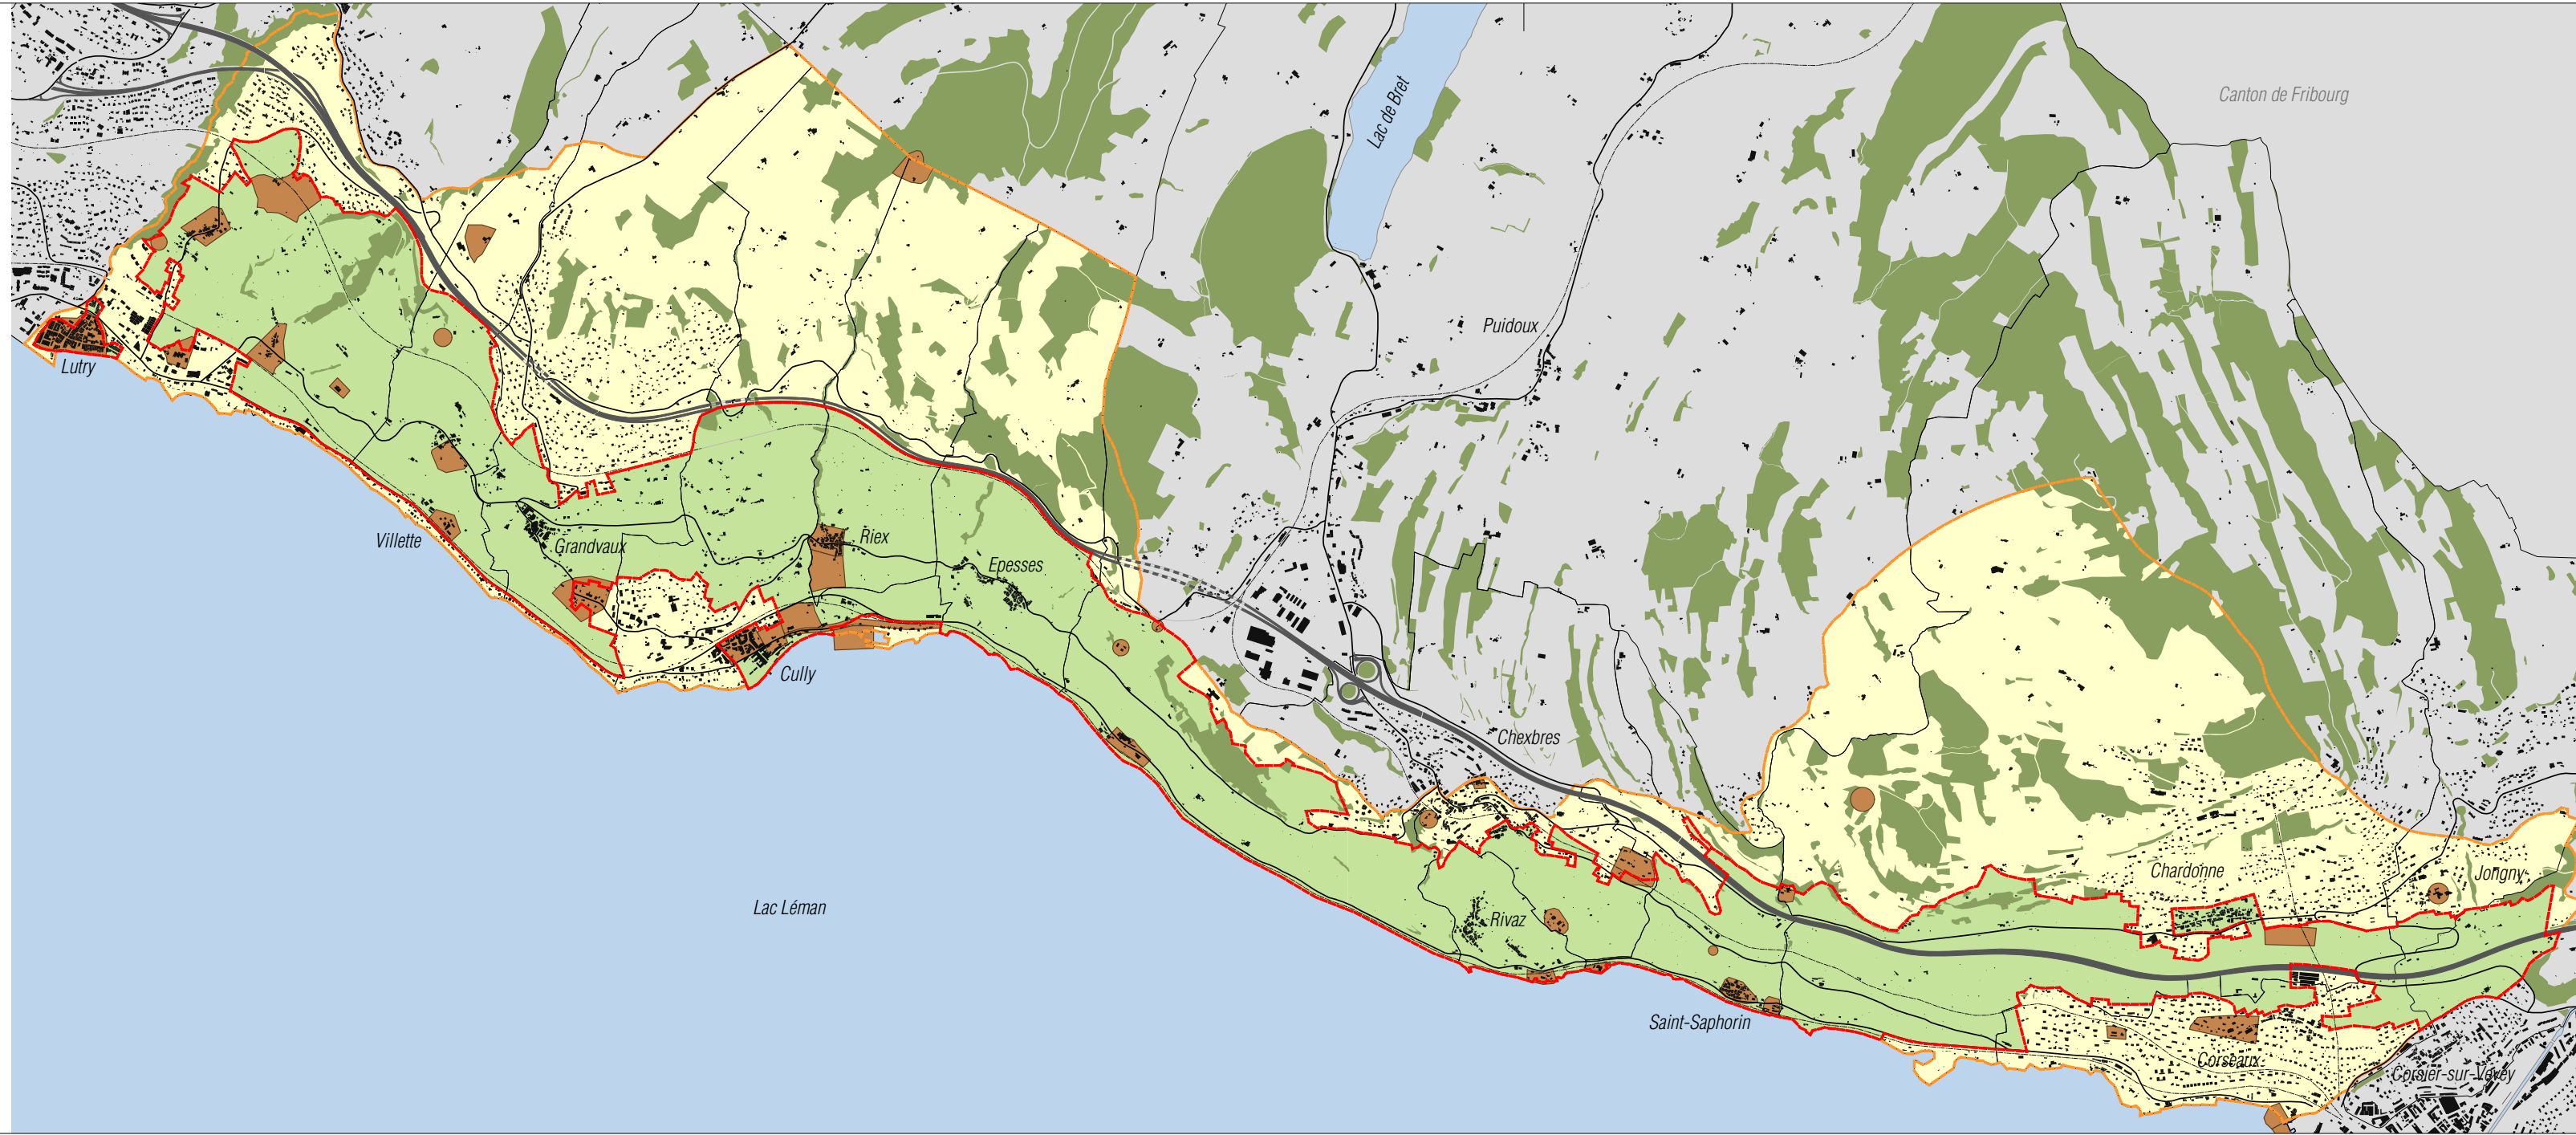 Canton de Fribourg
Lac de Bret
Puidoux
Lutry
Villette
Grandvaux
Riex
Epesses
Cully
Chexbres
Lac Léman
Rivaz
Chardonne
Jongny
Saint-Saphorin
Corseaux
Corsier-sur-Vevey